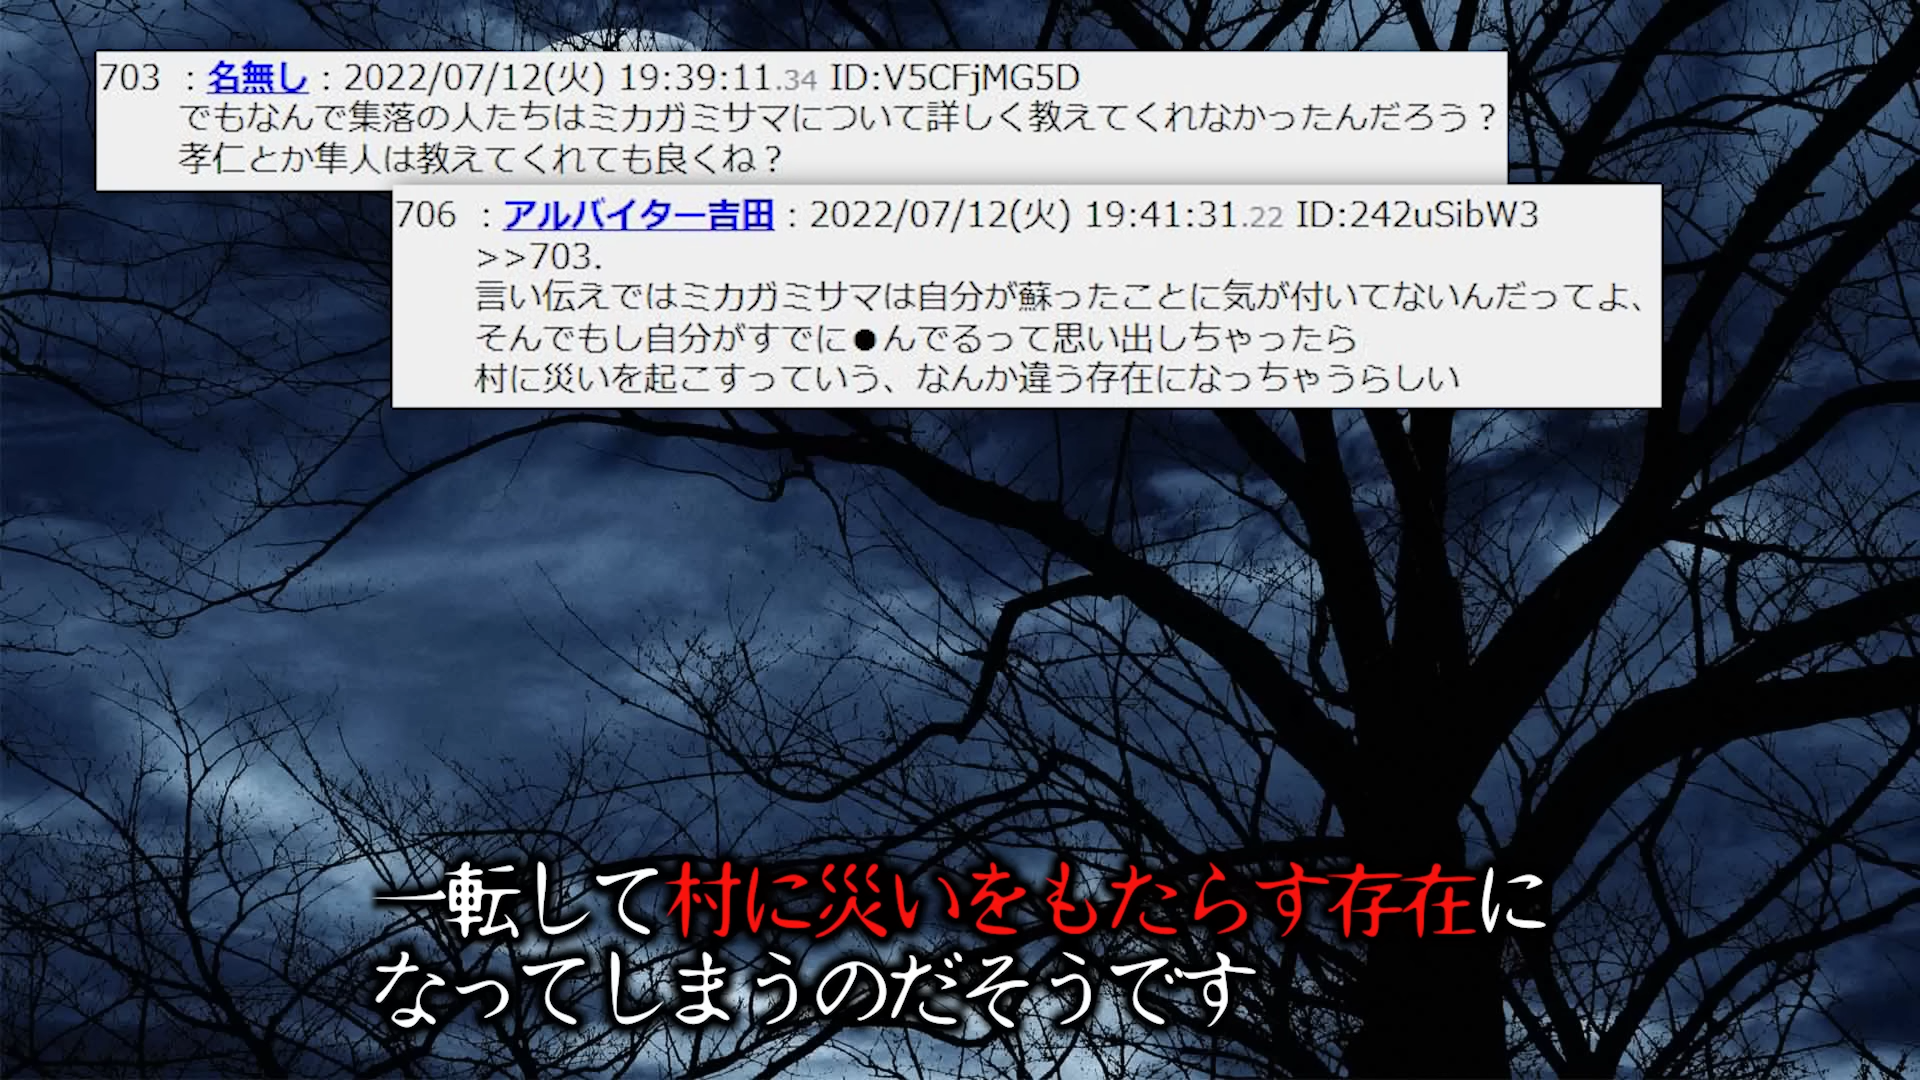 703 ：名無し：2022/07/12(火) 19:39:11.34 ID:V5CFjMG5D
でもなんで集落の人たちはミカガミサマについて詳しく教えてくれなかったんだろう？
孝仁とか隼人は教えてくれても良くね？
706 ：アルバイター吉田：2022/07/12(火) 19:41:31.22 ID:242uSibW3
>>703.
言い伝えではミカガミサマは自分が蘇ったことに気が付いてないんだってよ、
そんでもし自分がすでに●んでるって思い出しちゃったら
村に災いを起こすっていう、なんか違う存在になっちゃうらしい
一転して村に災いをもたらす存在に
なってしまうのだそうです